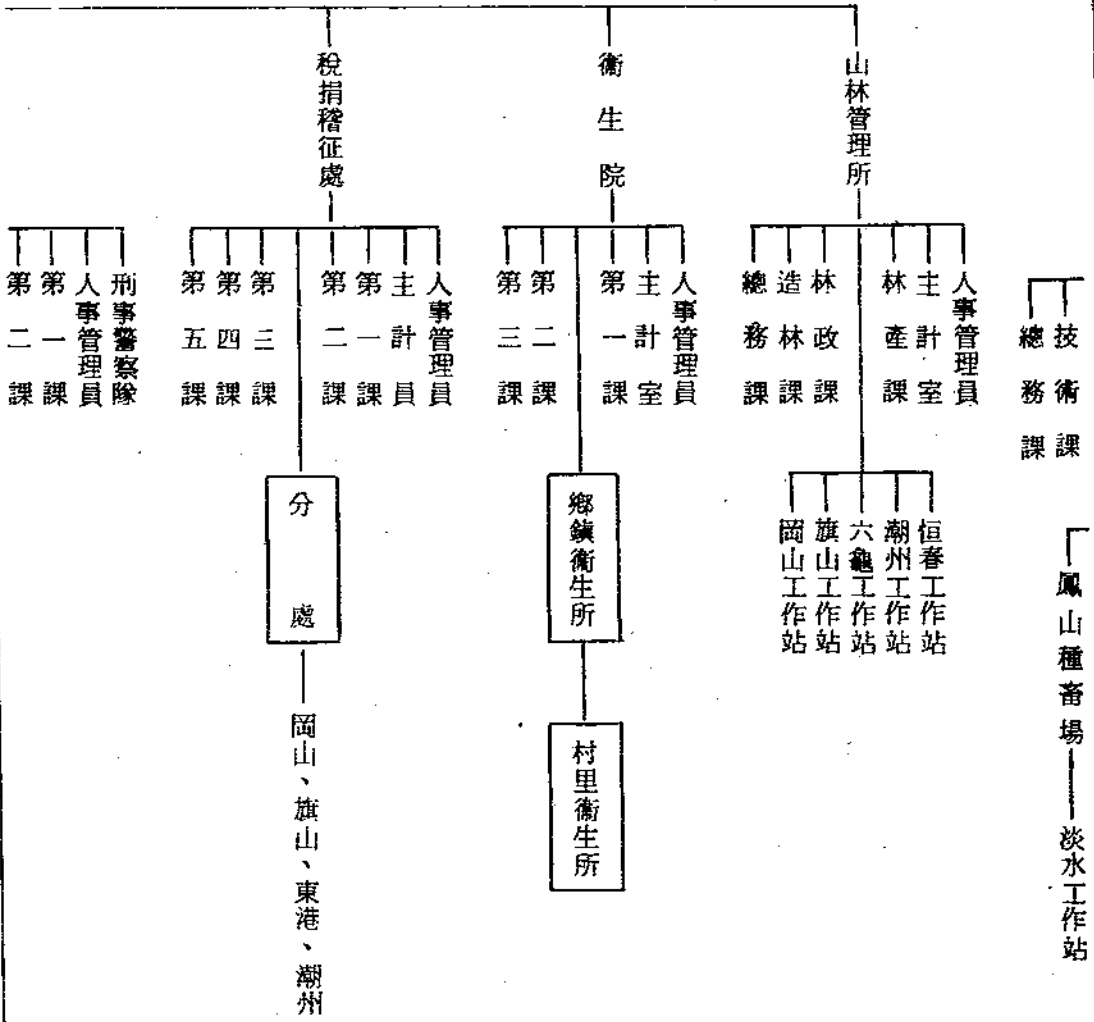 技術課
總務課
鳳山種畜場
淡水工作站
山林管理所
人事管理員
主計室
林產課
林政課
造林課
總務課
恒春工作站
潮州工作站
六龜工作站
旗山工作站
岡山工作站
衞生院
人事管理員
主計室
第一課
第二課
第三課
鄉鎮衞生所
村里衞生所
稅捐稽征處
人事管理員
主計員
第一課
第二課
第三課
第四課
第五課
分處
岡山、旗山、東港、潮州
刑事警察隊
人事管理員
第一課
第二課